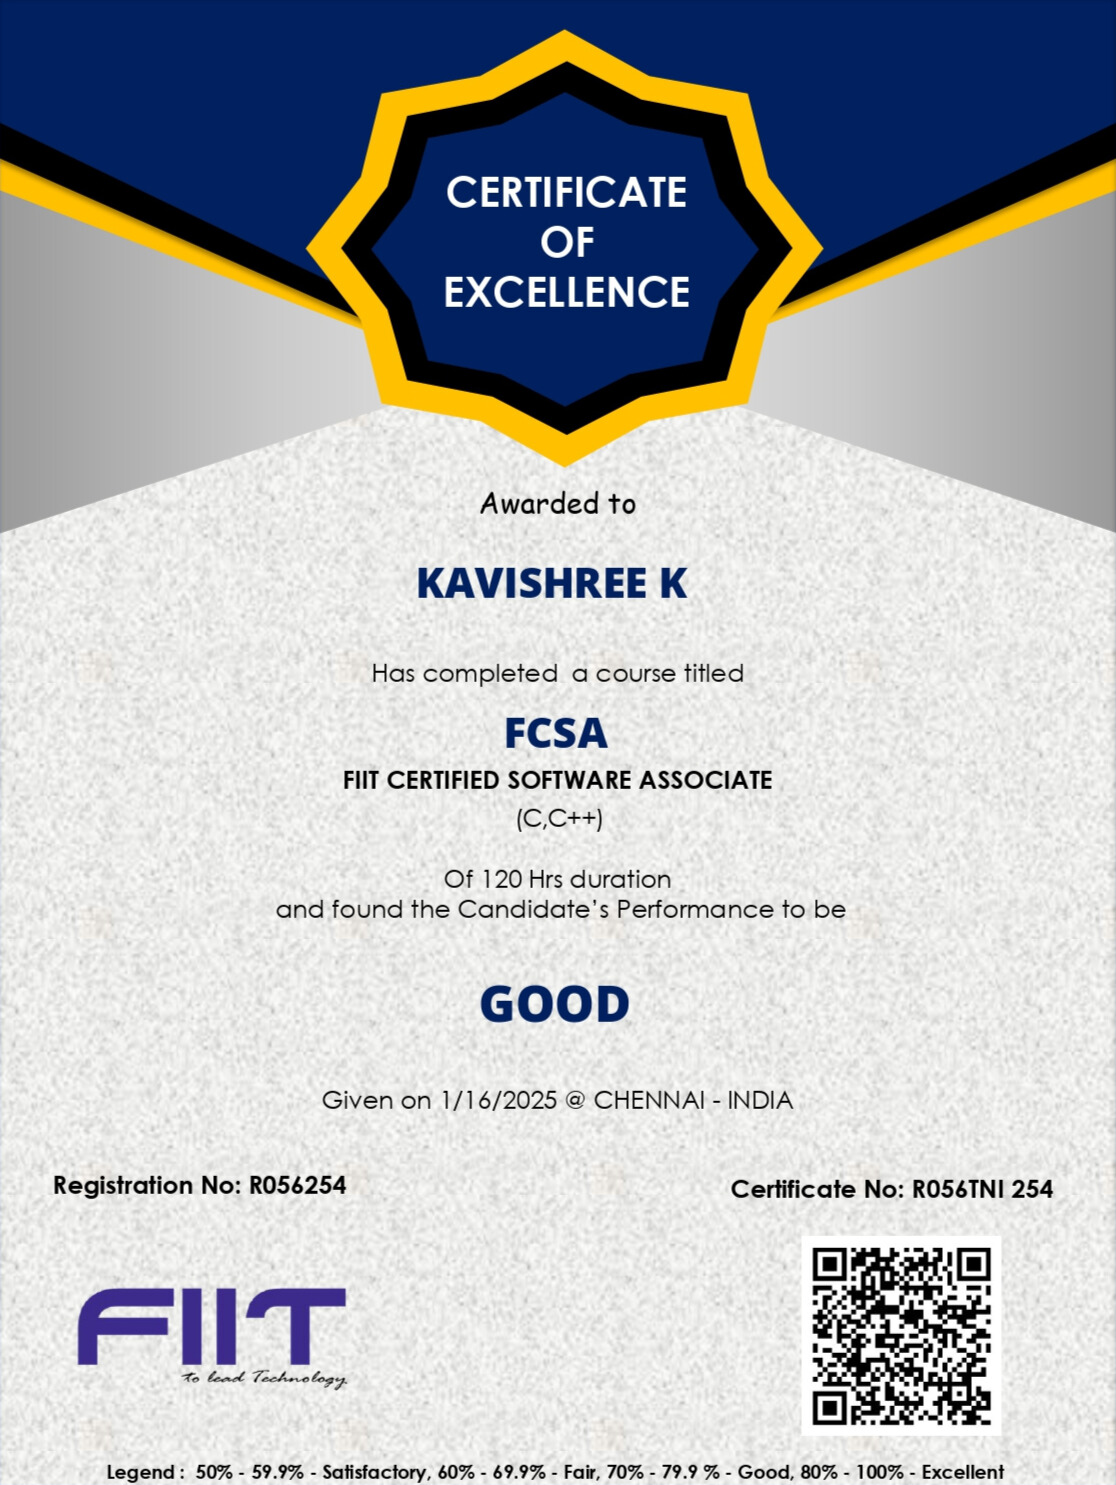 CERTIFICATE
OF
EXCELLENCE
Awarded to
KAVISHREE K
Has completed  a course titled
FCSA
FIIT CERTIFIED SOFTWARE ASSOCIATE
(C,C++)
Of 120 Hrs duration
and found the Candidate’s Performance to be
GOOD
Given on 1/16/2025 @ CHENNAI - INDIA
Registration No: R056254
Certificate No: R056TNI 254
FIIT
to lead Technology.
Legend :  50% - 59.9% - Satisfactory, 60% - 69.9% - Fair, 70% - 79.9 % - Good, 80% - 100% - Excellent